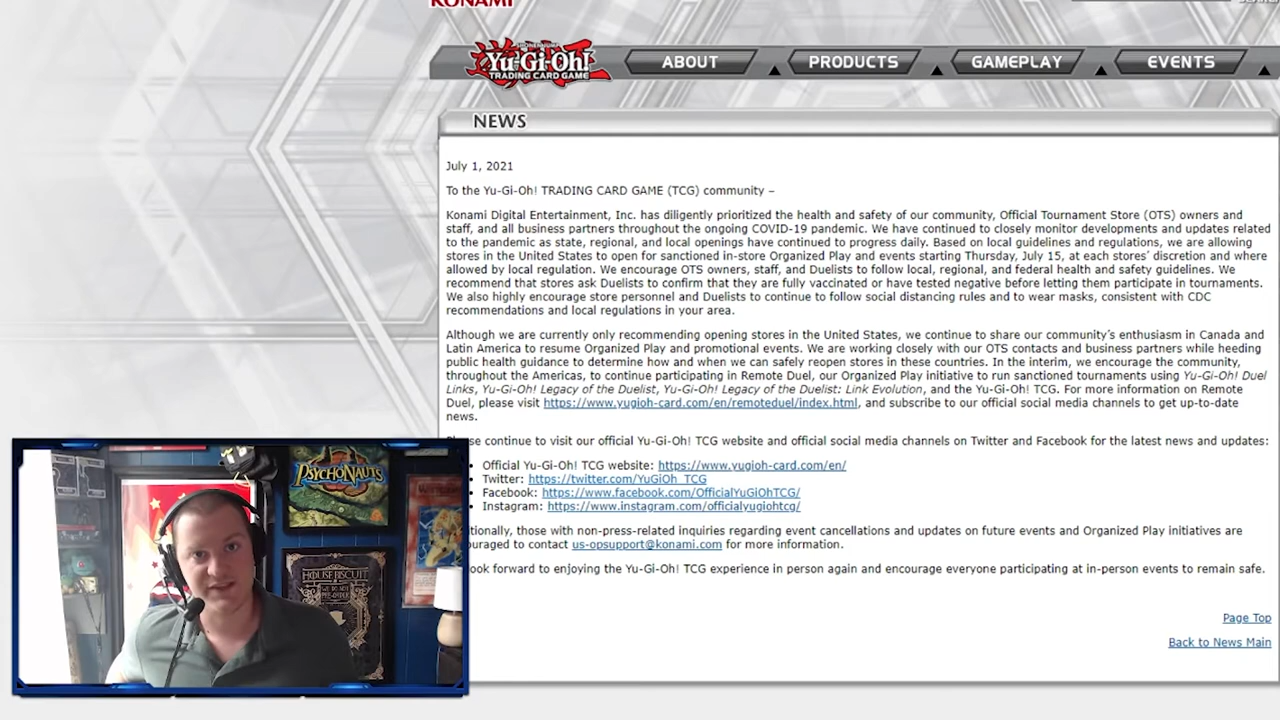 KONAMI
Yu-Gi-Oh!
TRADING CARD GAME
ABOUT
PRODUCTS
GAMEPLAY
EVENTS
NEWS
July 1, 2021
To the Yu-Gi-Oh! TRADING CARD GAME (TCG) community –
Konami Digital Entertainment, Inc. has diligently prioritized the health and safety of our community, Official Tournament Store (OTS) owners and
staff, and all business partners throughout the ongoing COVID-19 pandemic. We have continued to closely monitor developments and updates related
to the pandemic as state, regional, and local openings have continued to progress daily. Based on local guidelines and regulations, we are allowing
stores in the United States to open for sanctioned in-store Organized Play and events starting Thursday, July 15, at each stores' discretion and where
allowed by local regulation. We encourage OTS owners, staff, and Duelists to follow local, regional, and federal health and safety guidelines. We
recommend that stores ask Duelists to confirm that they are fully vaccinated or have tested negative before letting them participate in tournaments.
We also highly encourage store personnel and Duelists to continue to follow social distancing rules and to wear masks, consistent with CDC
recommendations and local regulations in your area.
Although we are currently only recommending opening stores in the United States, we continue to share our community's enthusiasm in Canada and
Latin America to resume Organized Play and promotional events. We are working closely with our OTS contacts and business partners while heeding
public health guidance to determine how and when we can safely reopen stores in these countries. In the interim, we encourage the community,
throughout the Americas, to continue participating in Remote Duel, our Organized Play initiative to run sanctioned tournaments using Yu-Gi-Oh! Duel
Links, Yu-Gi-Oh! Legacy of the Duelist, Yu-Gi-Oh! Legacy of the Duelist: Link Evolution, and the Yu-Gi-Oh! TCG. For more information on Remote
Duel, please visit https://www.yugioh-card.com/en/remoteduel/index.html, and subscribe to our official social media channels to get up-to-date
news.
ase continue to visit our official Yu-Gi-Oh! TCG website and official social media channels on Twitter and Facebook for the latest news and updates:
Official Yu-Gi-Oh! TCG website: https://www.yugioh-card.com/en/
Twitter: https://twitter.com/YuGiOh_TCG
Facebook: https://www.facebook.com/OfficialYuGiOhTCG/
Instagram: https://www.instagram.com/officialyugiohtcg/
tionally, those with non-press-related inquiries regarding event cancellations and updates on future events and Organized Play initiatives are
ouraged to contact us-opsupport@konami.com for more information.
ook forward to enjoying the Yu-Gi-Oh! TCG experience in person again and encourage everyone participating at in-person events to remain safe.
Page Top
Back to News Main
PSYCHONAUTS
HOUSE BISCUIT
WE DO NOT
PRE-ORDER